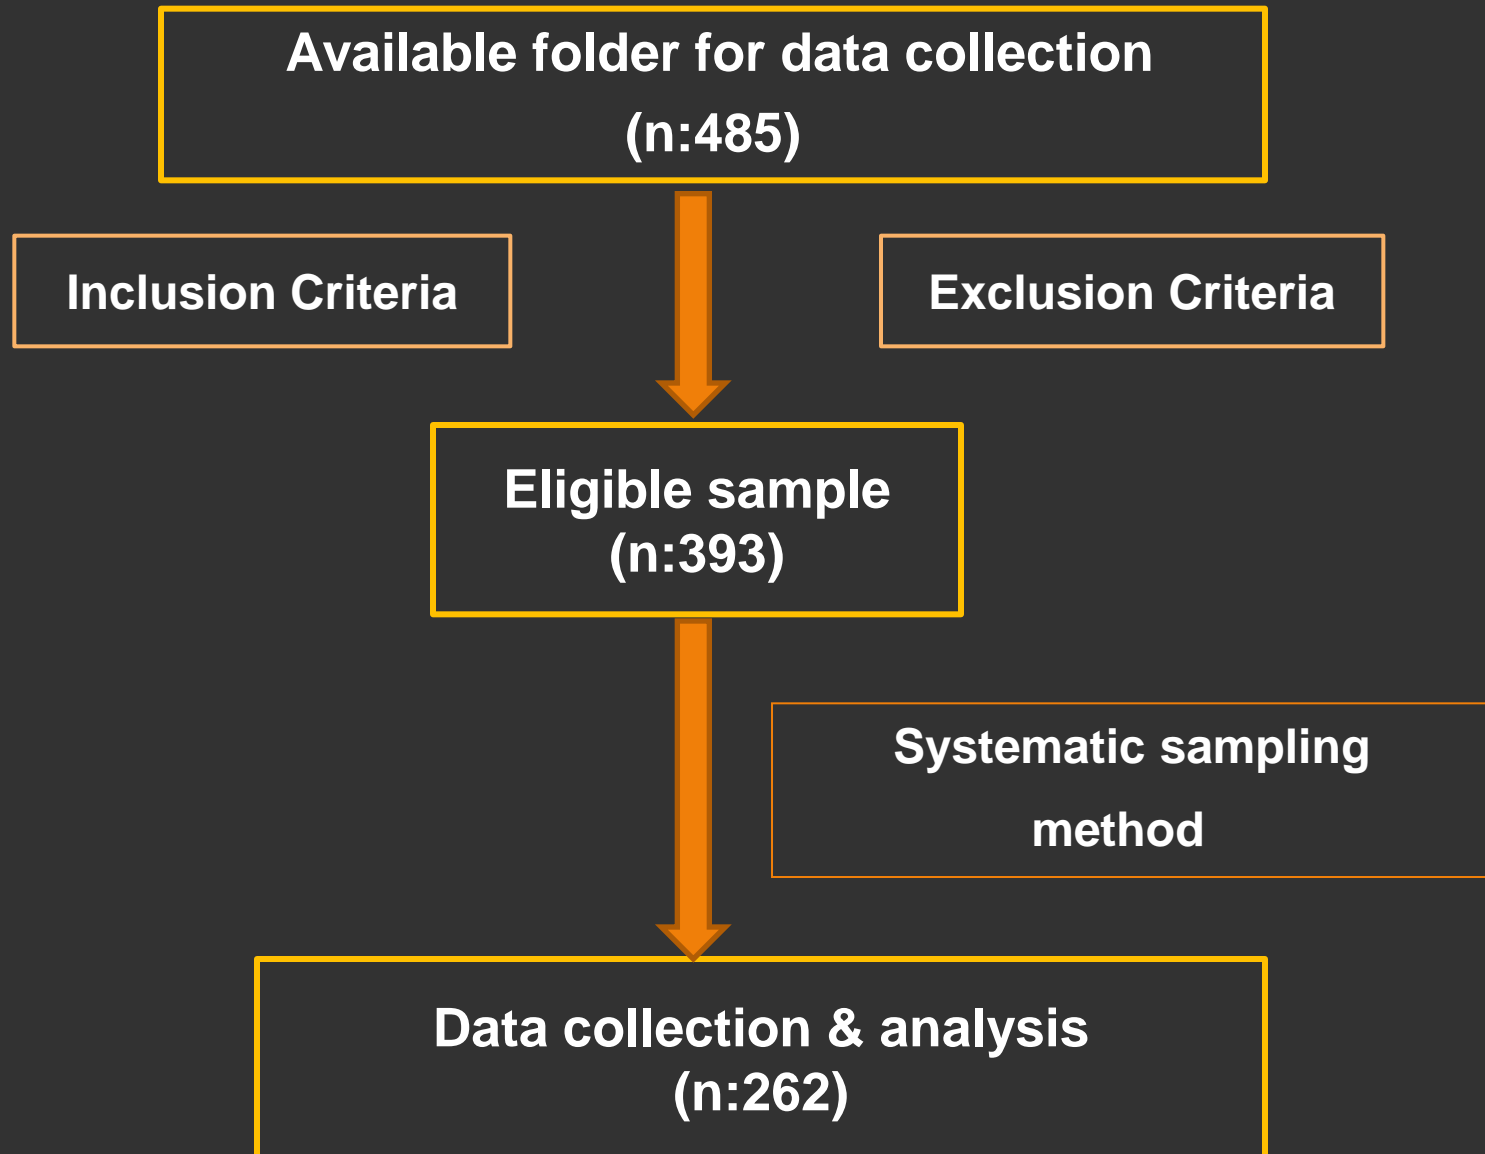 Available folder for data collection
(n:485)
Inclusion Criteria
Exclusion Criteria
Eligible sample
(n:393)
Systematic sampling
method
Data collection & analysis
(n:262)